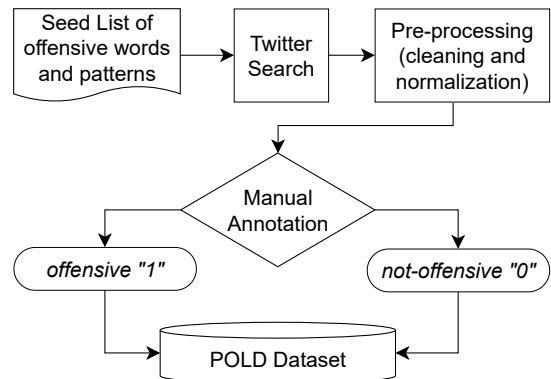 Seed List of
offensive words
and patterns
Twitter
Search
Pre-processing
(cleaning and
normalization)
Manual
Annotation
offensive "1"
not-offensive "0"
POLD Dataset